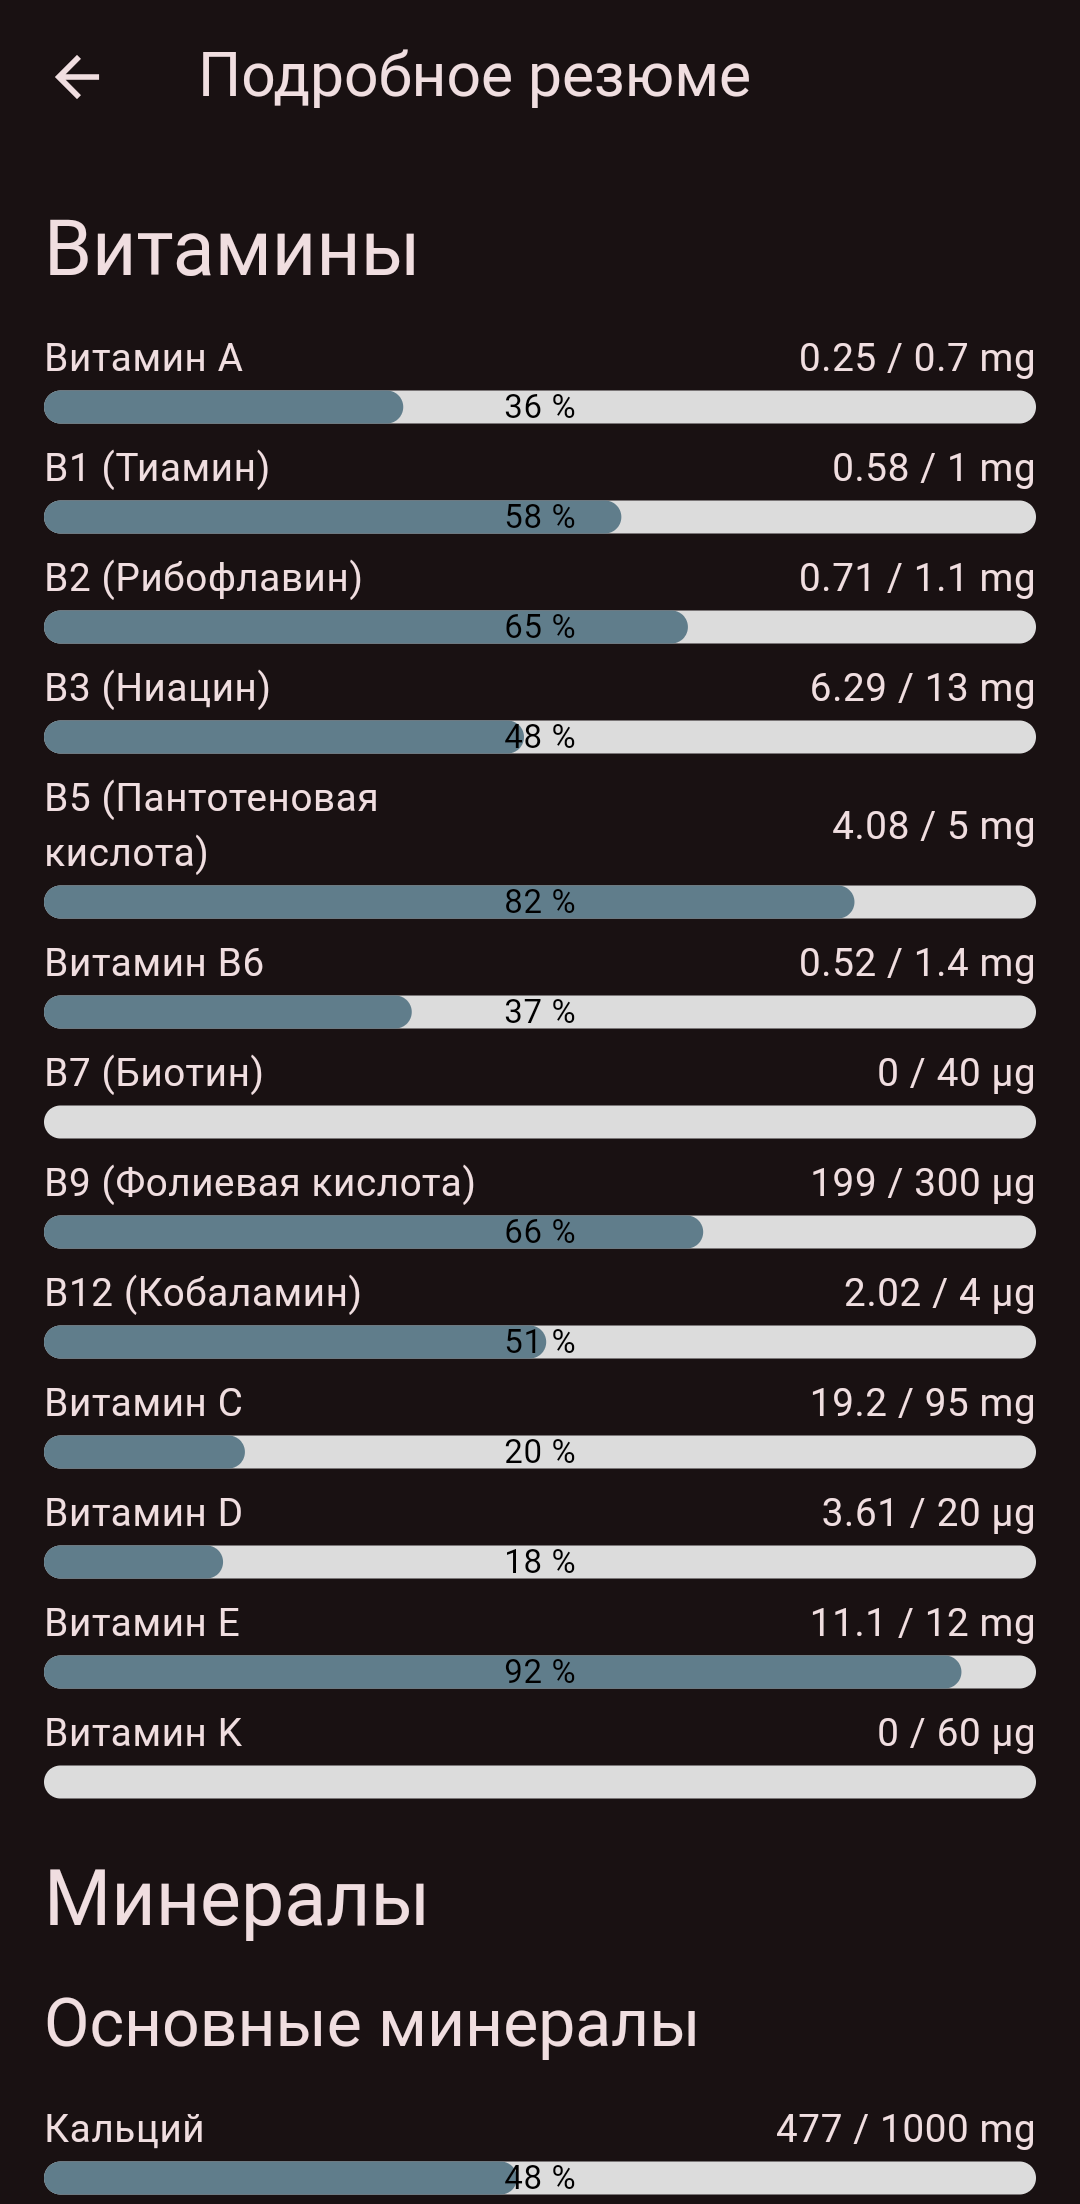 Подробное резюме
Витамины
Витамин A 0.25 / 0.7 mg
36 %
B1 (Тиамин) 0.58 / 1 mg
58 %
B2 (Рибофлавин) 0.71 / 1.1 mg
65 %
B3 (Ниацин) 6.29 / 13 mg
48 %
B5 (Пантотеновая
кислота) 4.08 / 5 mg
82 %
Витамин B6 0.52 / 1.4 mg
37 %
B7 (Биотин) 0 / 40 µg
B9 (Фолиевая кислота) 199 / 300 µg
66 %
B12 (Кобаламин) 2.02 / 4 µg
51 %
Витамин C 19.2 / 95 mg
20 %
Витамин D 3.61 / 20 µg
18 %
Витамин E 11.1 / 12 mg
92 %
Витамин K 0 / 60 µg
Минералы
Основные минералы
Кальций 477 / 1000 mg
48 %